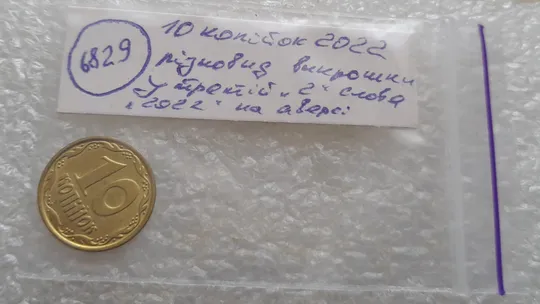 6829
10 копійок 2022
різновид викрошки
у третій „2“ слова
„2022“ на аверсі
10
КОПІЙОК